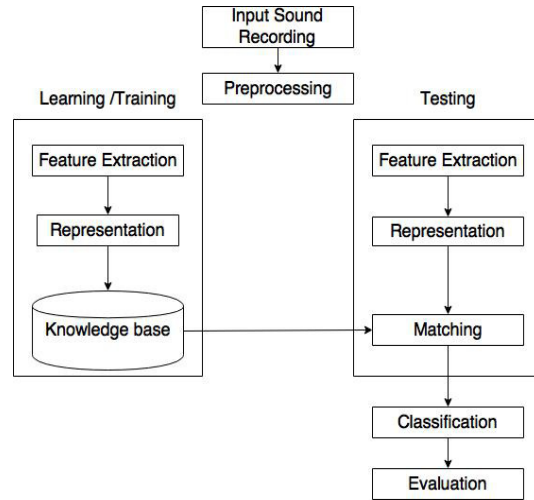 Input Sound
Recording
Preprocessing
Learning /Training
Testing
Feature Extraction
Representation
Knowledge base
Feature Extraction
Representation
Matching
Classification
Evaluation